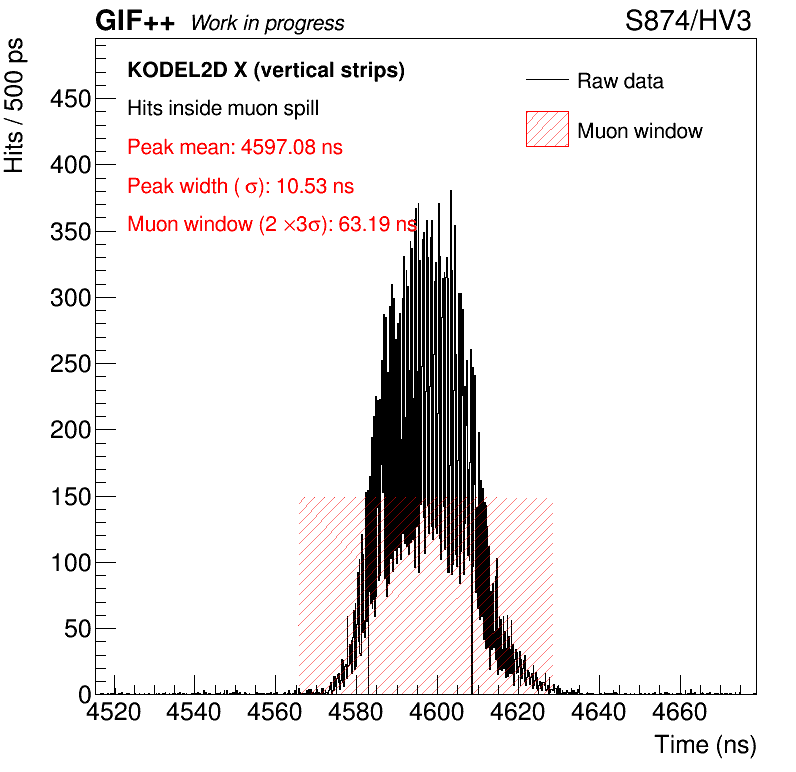 GIF++ Work in progress S874/HV3
Hits / 500 ps
KODEL2D X (vertical strips)
Hits inside muon spill
Peak mean: 4597.08 ns
Peak width ( σ): 10.53 ns
Muon window (2 ×3σ): 63.19 ns
Raw data
Muon window
450
400
350
300
250
200
150
100
50
0
4520 4540 4560 4580 4600 4620 4640 4660
Time (ns)